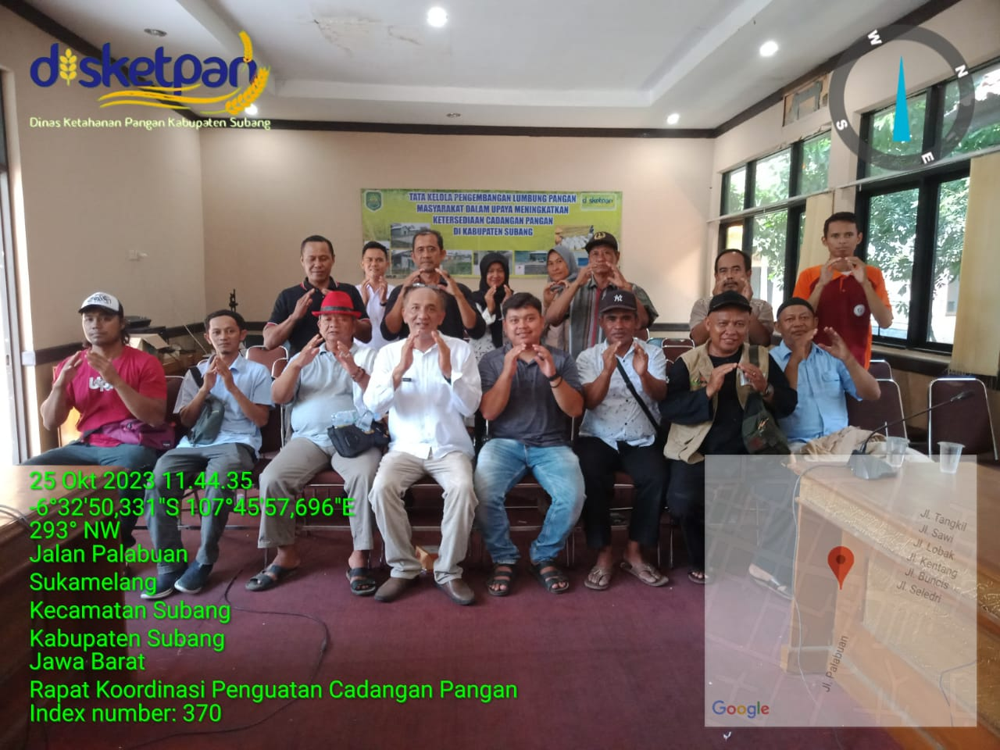 disketpan
Dinas Ketahanan Pangan Kabupaten Subang
W
N
S
E
TATA KELOLA PENGEMBANGAN LUMBUNG PANGAN
MASYARAKAT DALAM UPAYA MENINGKATKAN
KETERSEDIAAN CADANGAN PANGAN
DI KABUPATEN SUBANG
disketpan
NY
25 Okt 2023 11.44.35
-6°32'50,331"S 107°45'57,696"E
293° NW
Jalan Palabuan
Sukamelang
Kecamatan Subang
Kabupaten Subang
Jawa Barat
Rapat Koordinasi Penguatan Cadangan Pangan
Index number: 370
Jl. Tangkil
Jl. Sawi
Jl. Lobak
Jl. Kentang
Jl. Buncis
Jl. Seledri
Jl. Palabuan
Google